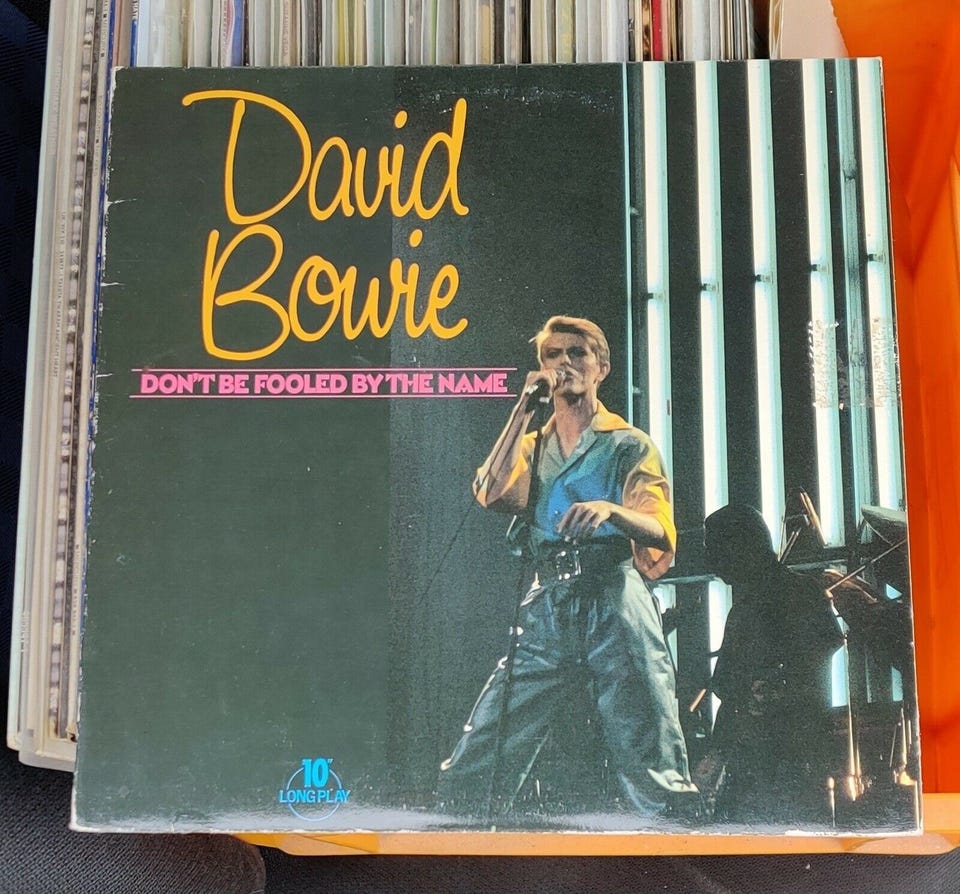 David
Bowie
DON'T BE FOOLED BY THE NAME
10"
LONG PLAY